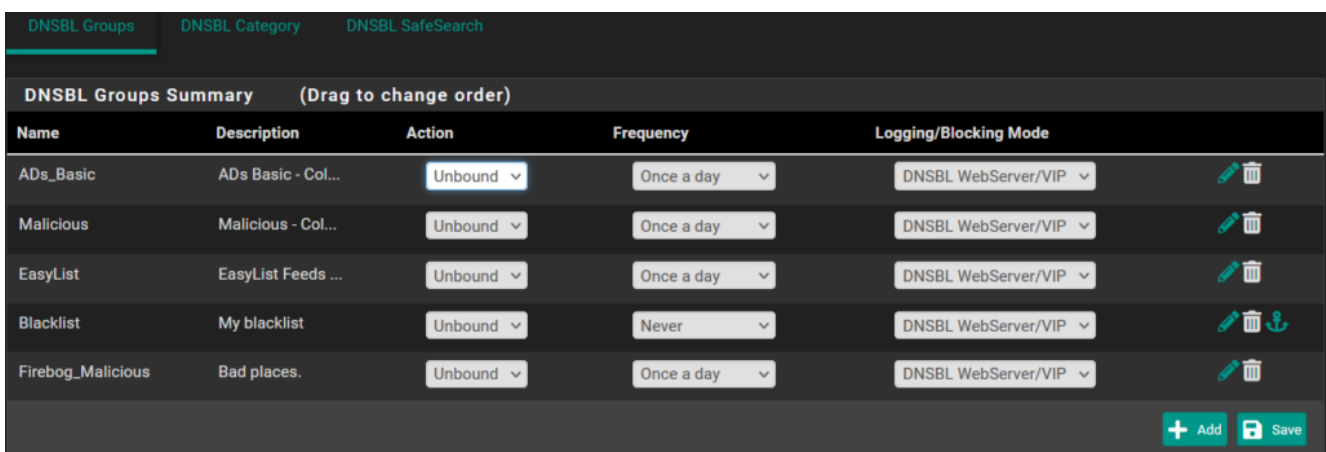 DNSBL Groups DNSBL Category DNSBL SafeSearch
DNSBL Groups Summary (Drag to change order)
Name Description Action Frequency Logging/Blocking Mode
ADs_Basic ADs Basic - Col... Unbound Once a day DNSBL WebServer/VIP
Malicious Malicious - Col... Unbound Once a day DNSBL WebServer/VIP
EasyList EasyList Feeds ... Unbound Once a day DNSBL WebServer/VIP
Blacklist My blacklist Unbound Never DNSBL WebServer/VIP
Firebog_Malicious Bad places. Unbound Once a day DNSBL WebServer/VIP
Add Save